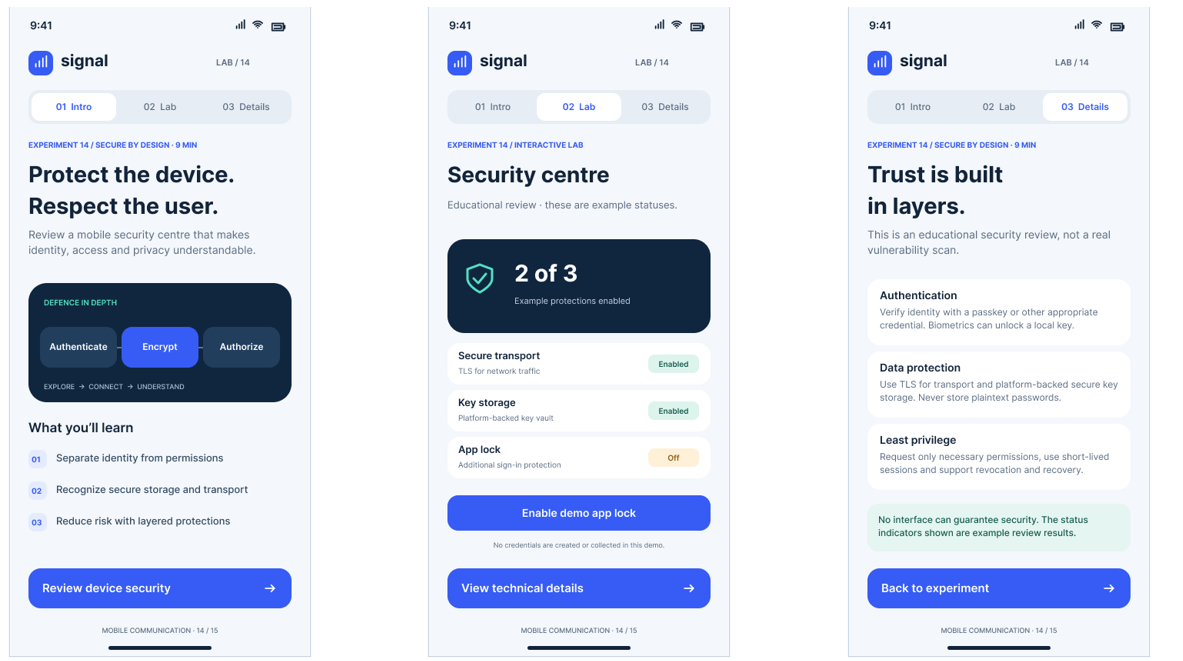 9:41
signal
LAB / 14
01 Intro
02 Lab
03 Details
EXPERIMENT 14 / SECURE BY DESIGN · 9 MIN
Protect the device.
Respect the user.
Review a mobile security centre that makes
identity, access and privacy understandable.
DEFENCE IN DEPTH
Authenticate
Encrypt
Authorize
EXPLORE → CONNECT → UNDERSTAND
What you’ll learn
01 Separate identity from permissions
02 Recognize secure storage and transport
03 Reduce risk with layered protections
Review device security →
MOBILE COMMUNICATION · 14 / 15
9:41
signal
LAB / 14
01 Intro
02 Lab
03 Details
EXPERIMENT 14 / INTERACTIVE LAB
Security centre
Educational review · these are example statuses.
2 of 3
Example protections enabled
Secure transport
TLS for network traffic
Enabled
Key storage
Platform-backed key vault
Enabled
App lock
Additional sign-in protection
Off
Enable demo app lock
No credentials are created or collected in this demo.
View technical details →
MOBILE COMMUNICATION · 14 / 15
9:41
signal
LAB / 14
01 Intro
02 Lab
03 Details
EXPERIMENT 14 / SECURE BY DESIGN · 9 MIN
Trust is built
in layers.
This is an educational security review, not a real
vulnerability scan.
Authentication
Verify identity with a passkey or other appropriate
credential. Biometrics can unlock a local key.
Data protection
Use TLS for transport and platform-backed secure key
storage. Never store plaintext passwords.
Least privilege
Request only necessary permissions, use short-lived
sessions and support revocation and recovery.
No interface can guarantee security. The status
indicators shown are example review results.
Back to experiment →
MOBILE COMMUNICATION · 14 / 15